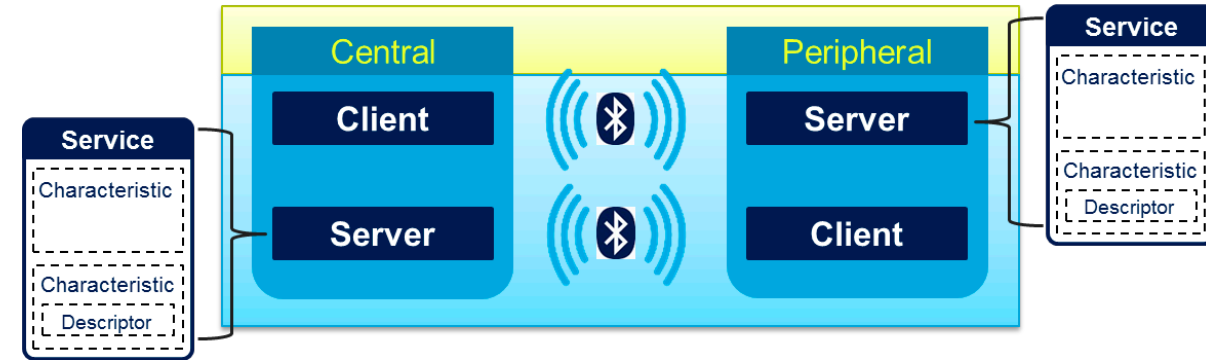 Central
Client
Server
Peripheral
Server
Client
Service
Characteristic
Characteristic
Descriptor
Service
Characteristic
Characteristic
Descriptor